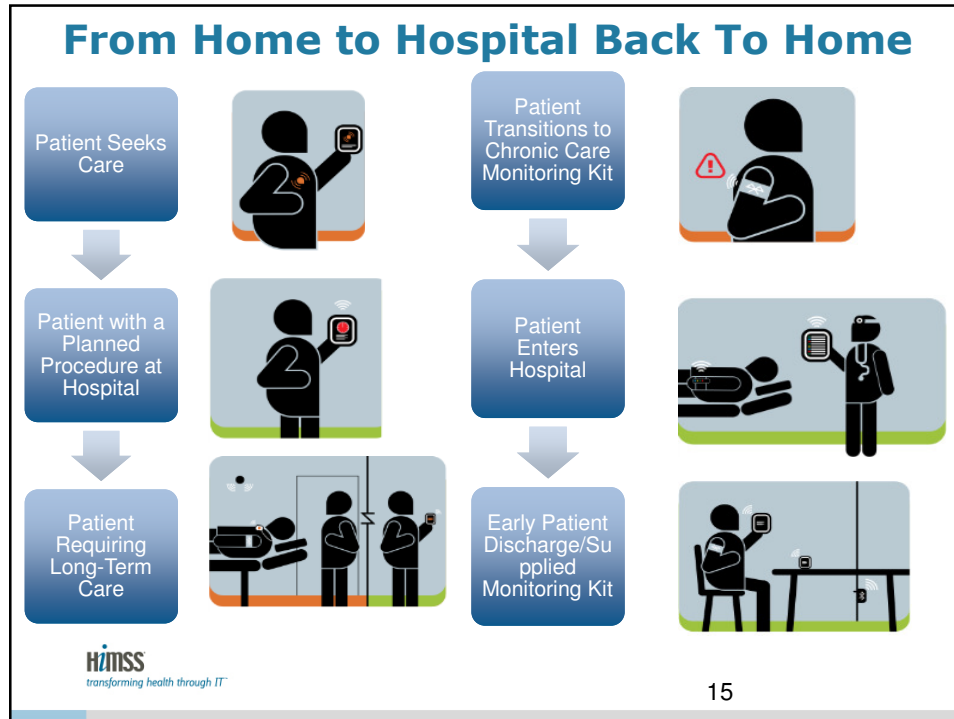 From Home to Hospital Back To Home
Patient Seeks
Care
Patient with a
Planned
Procedure at
Hospital
Patient
Requiring
Long-Term
Care
Patient
Transitions to
Chronic Care
Monitoring Kit
Patient
Enters
Hospital
Early Patient
Discharge/Su
pplied
Monitoring Kit
HiMSS
transforming health through IT™
15